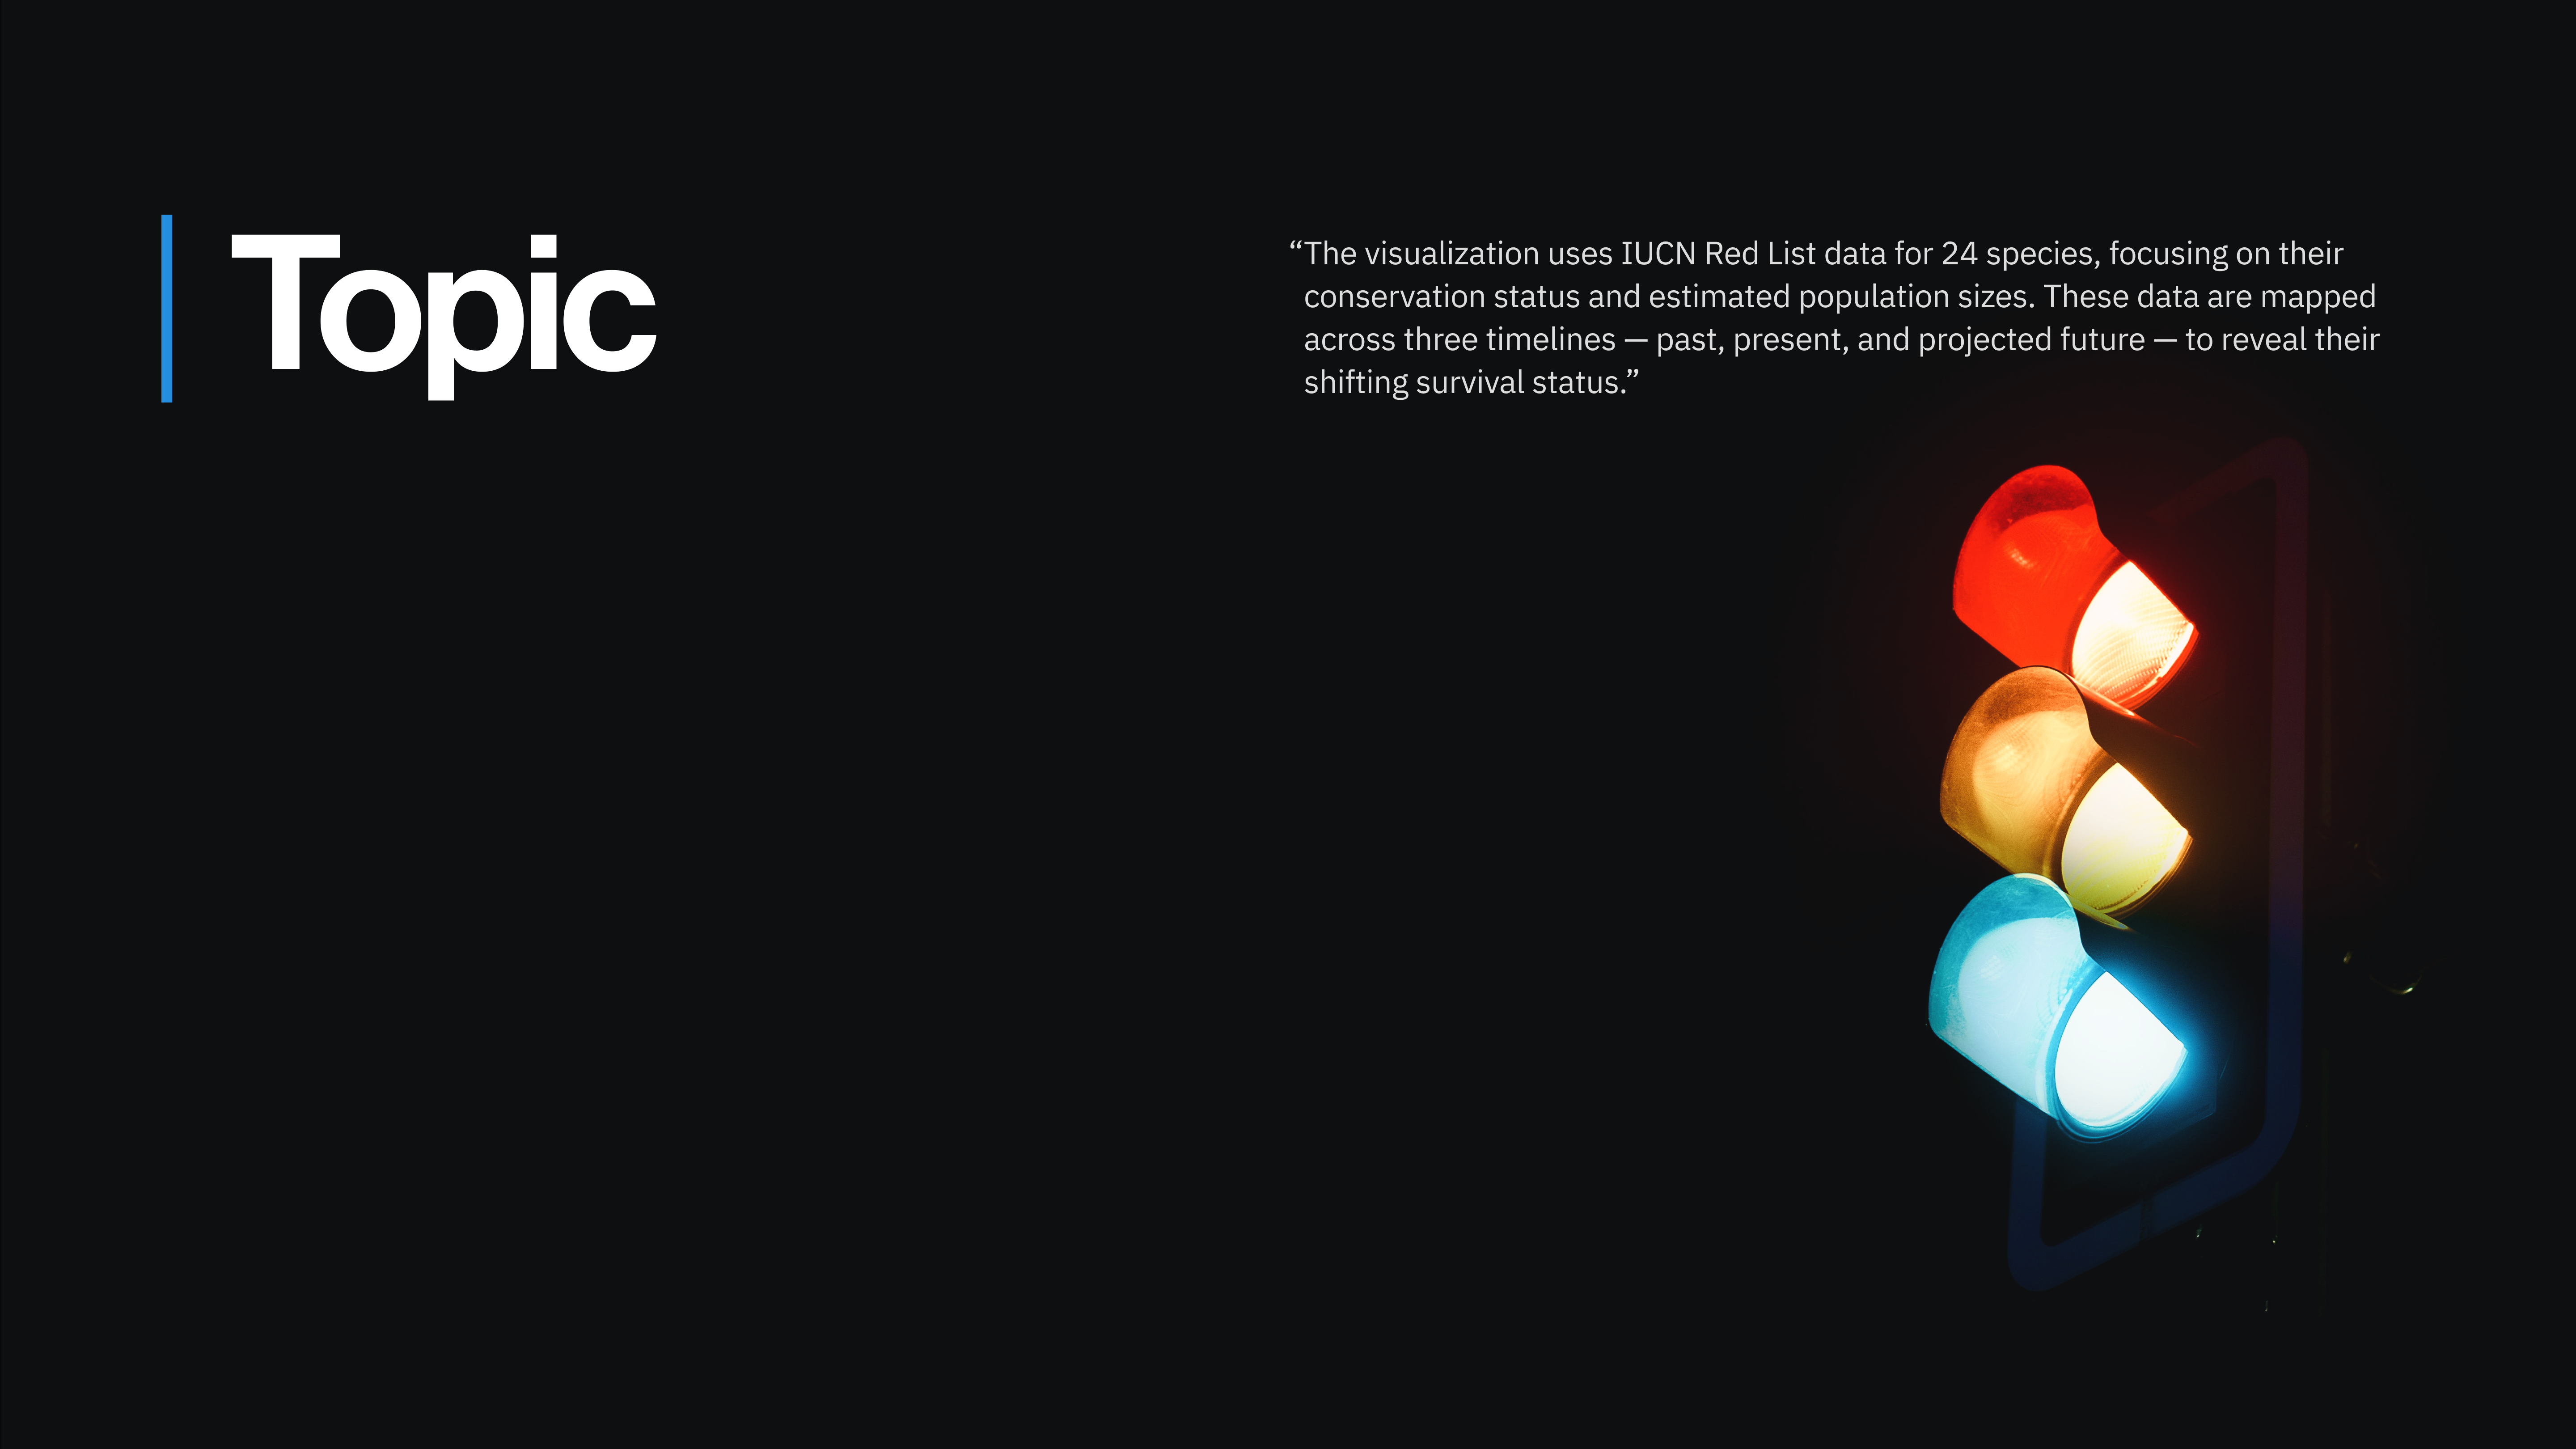 Topic
“The visualization uses IUCN Red List data for 24 species, focusing on their
conservation status and estimated population sizes. These data are mapped
across three timelines — past, present, and projected future — to reveal their
shifting survival status.”